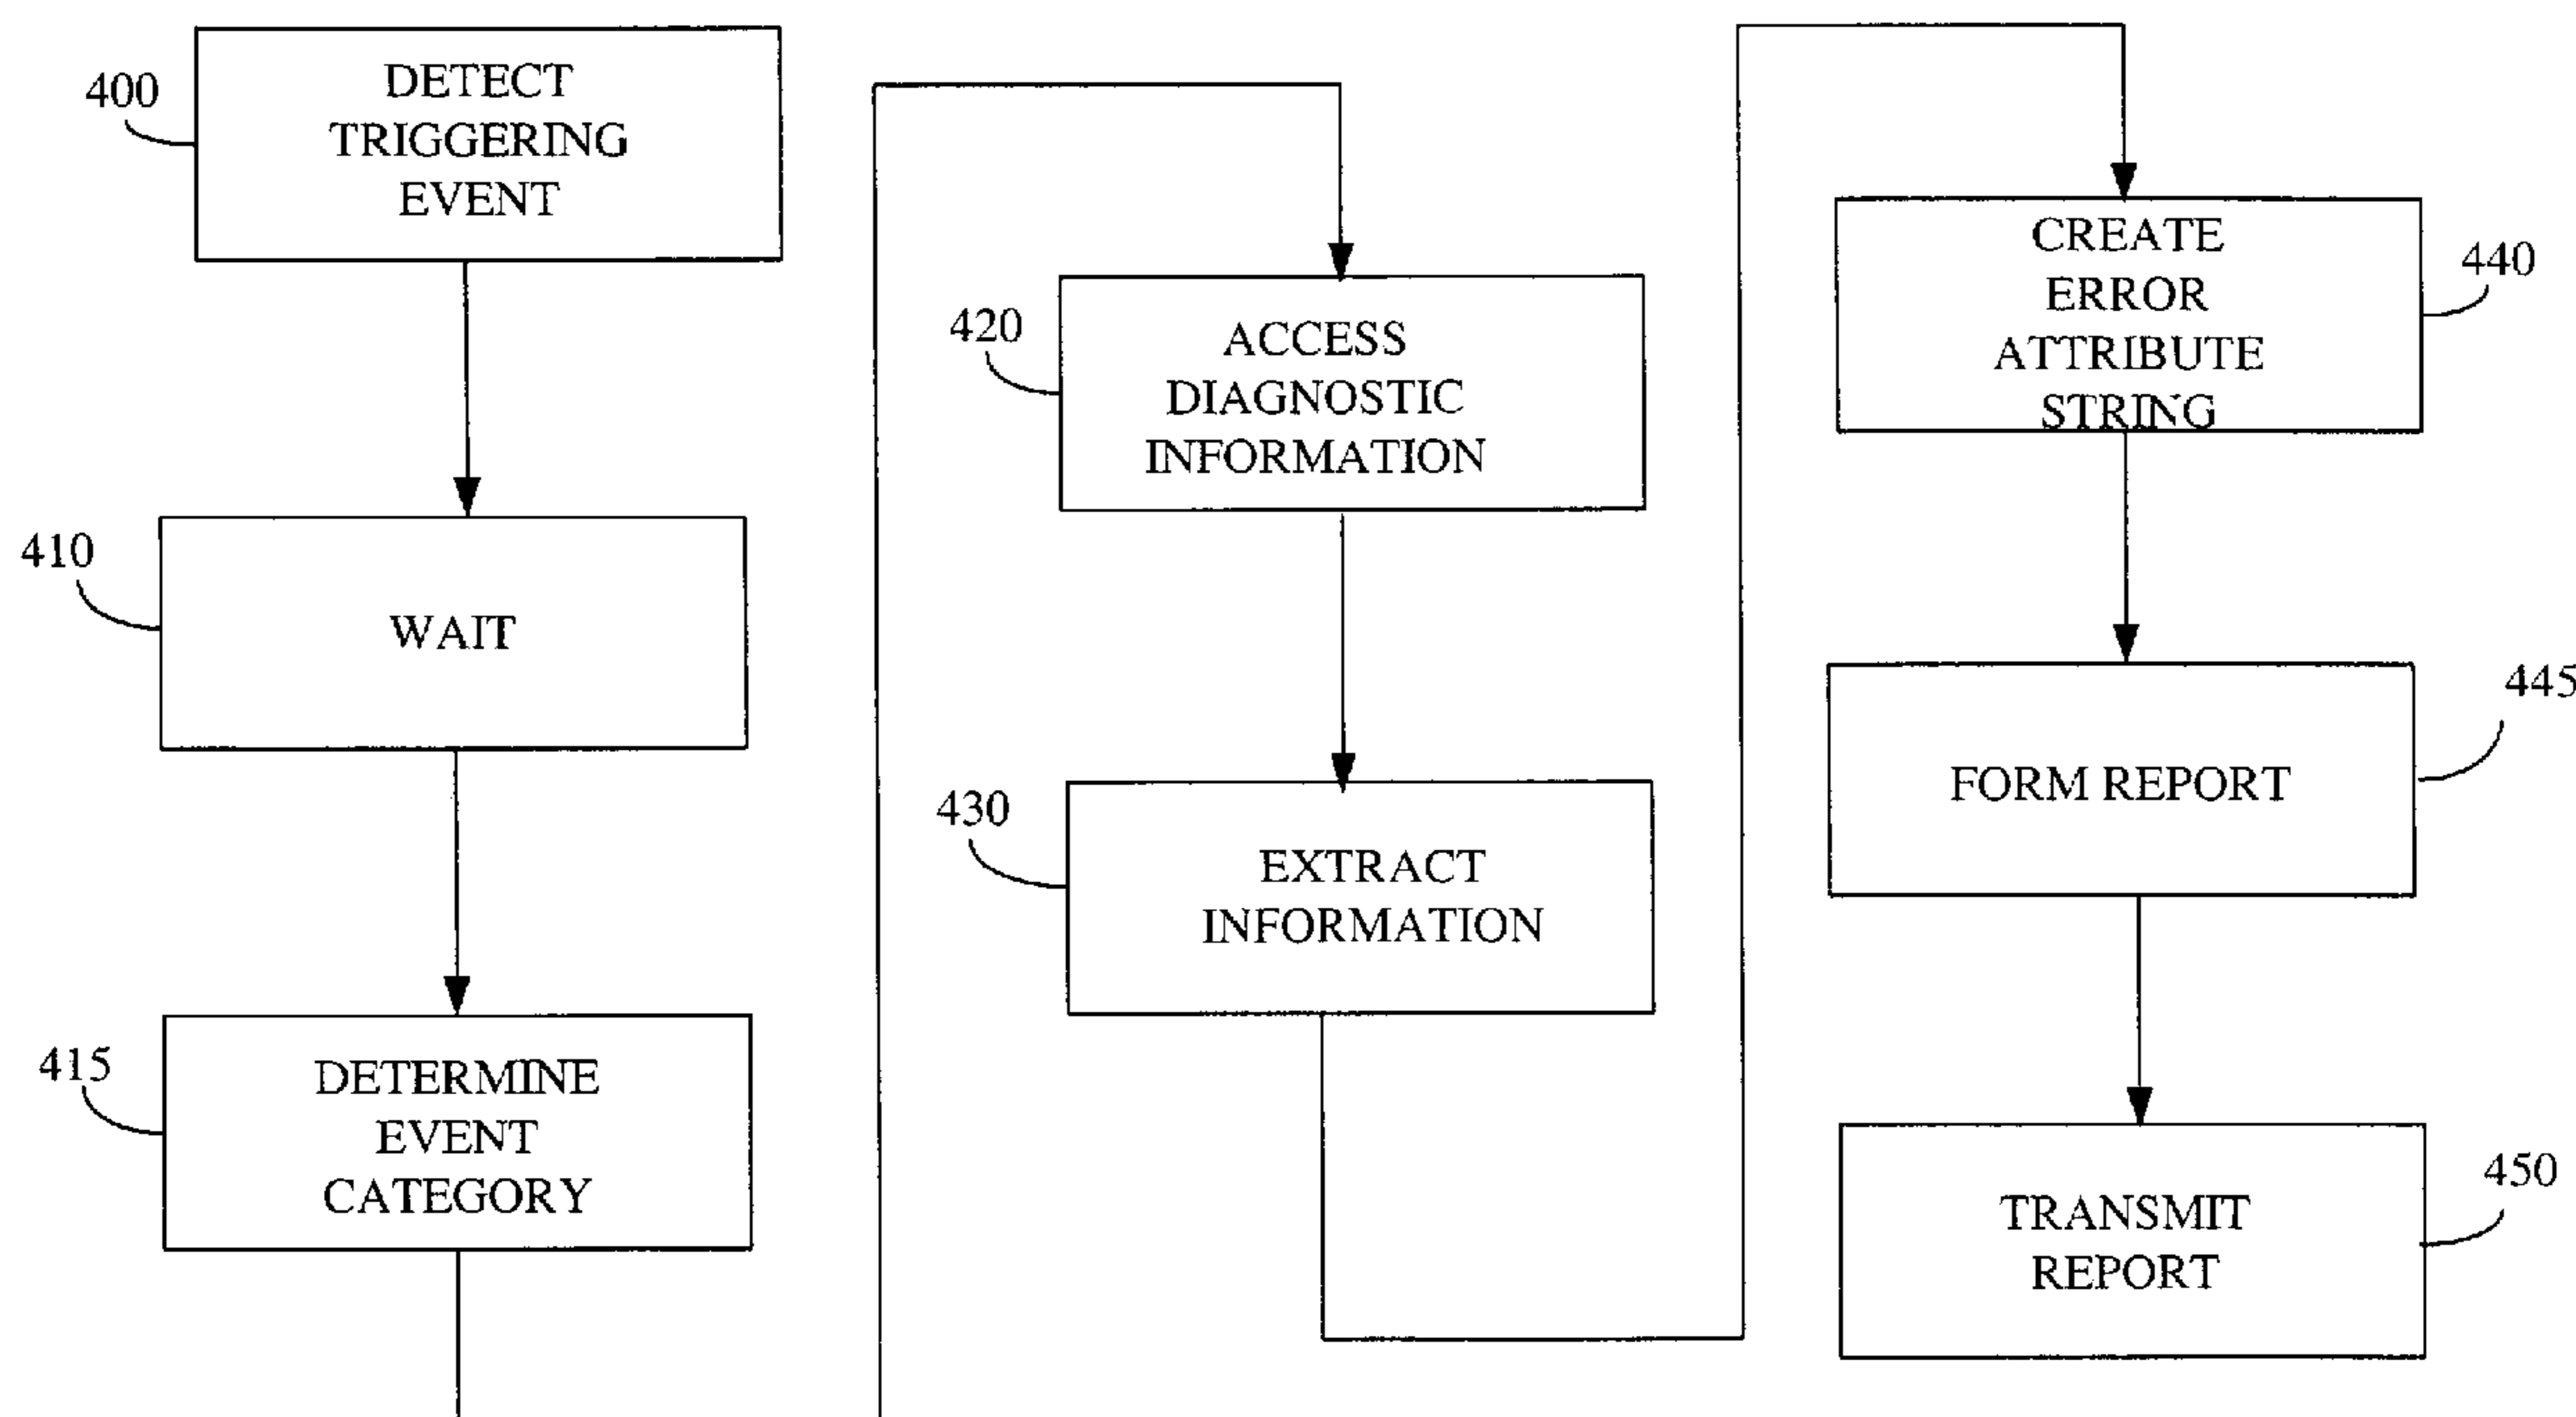 400
DETECT
TRIGGERING
EVENT
410
WAIT
415
DETERMINE
EVENT
CATEGORY
420
ACCESS
DIAGNOSTIC
INFORMATION
430
EXTRACT
INFORMATION
440
CREATE
ERROR
ATTRIBUTE
STRING
445
FORM REPORT
450
TRANSMIT
REPORT